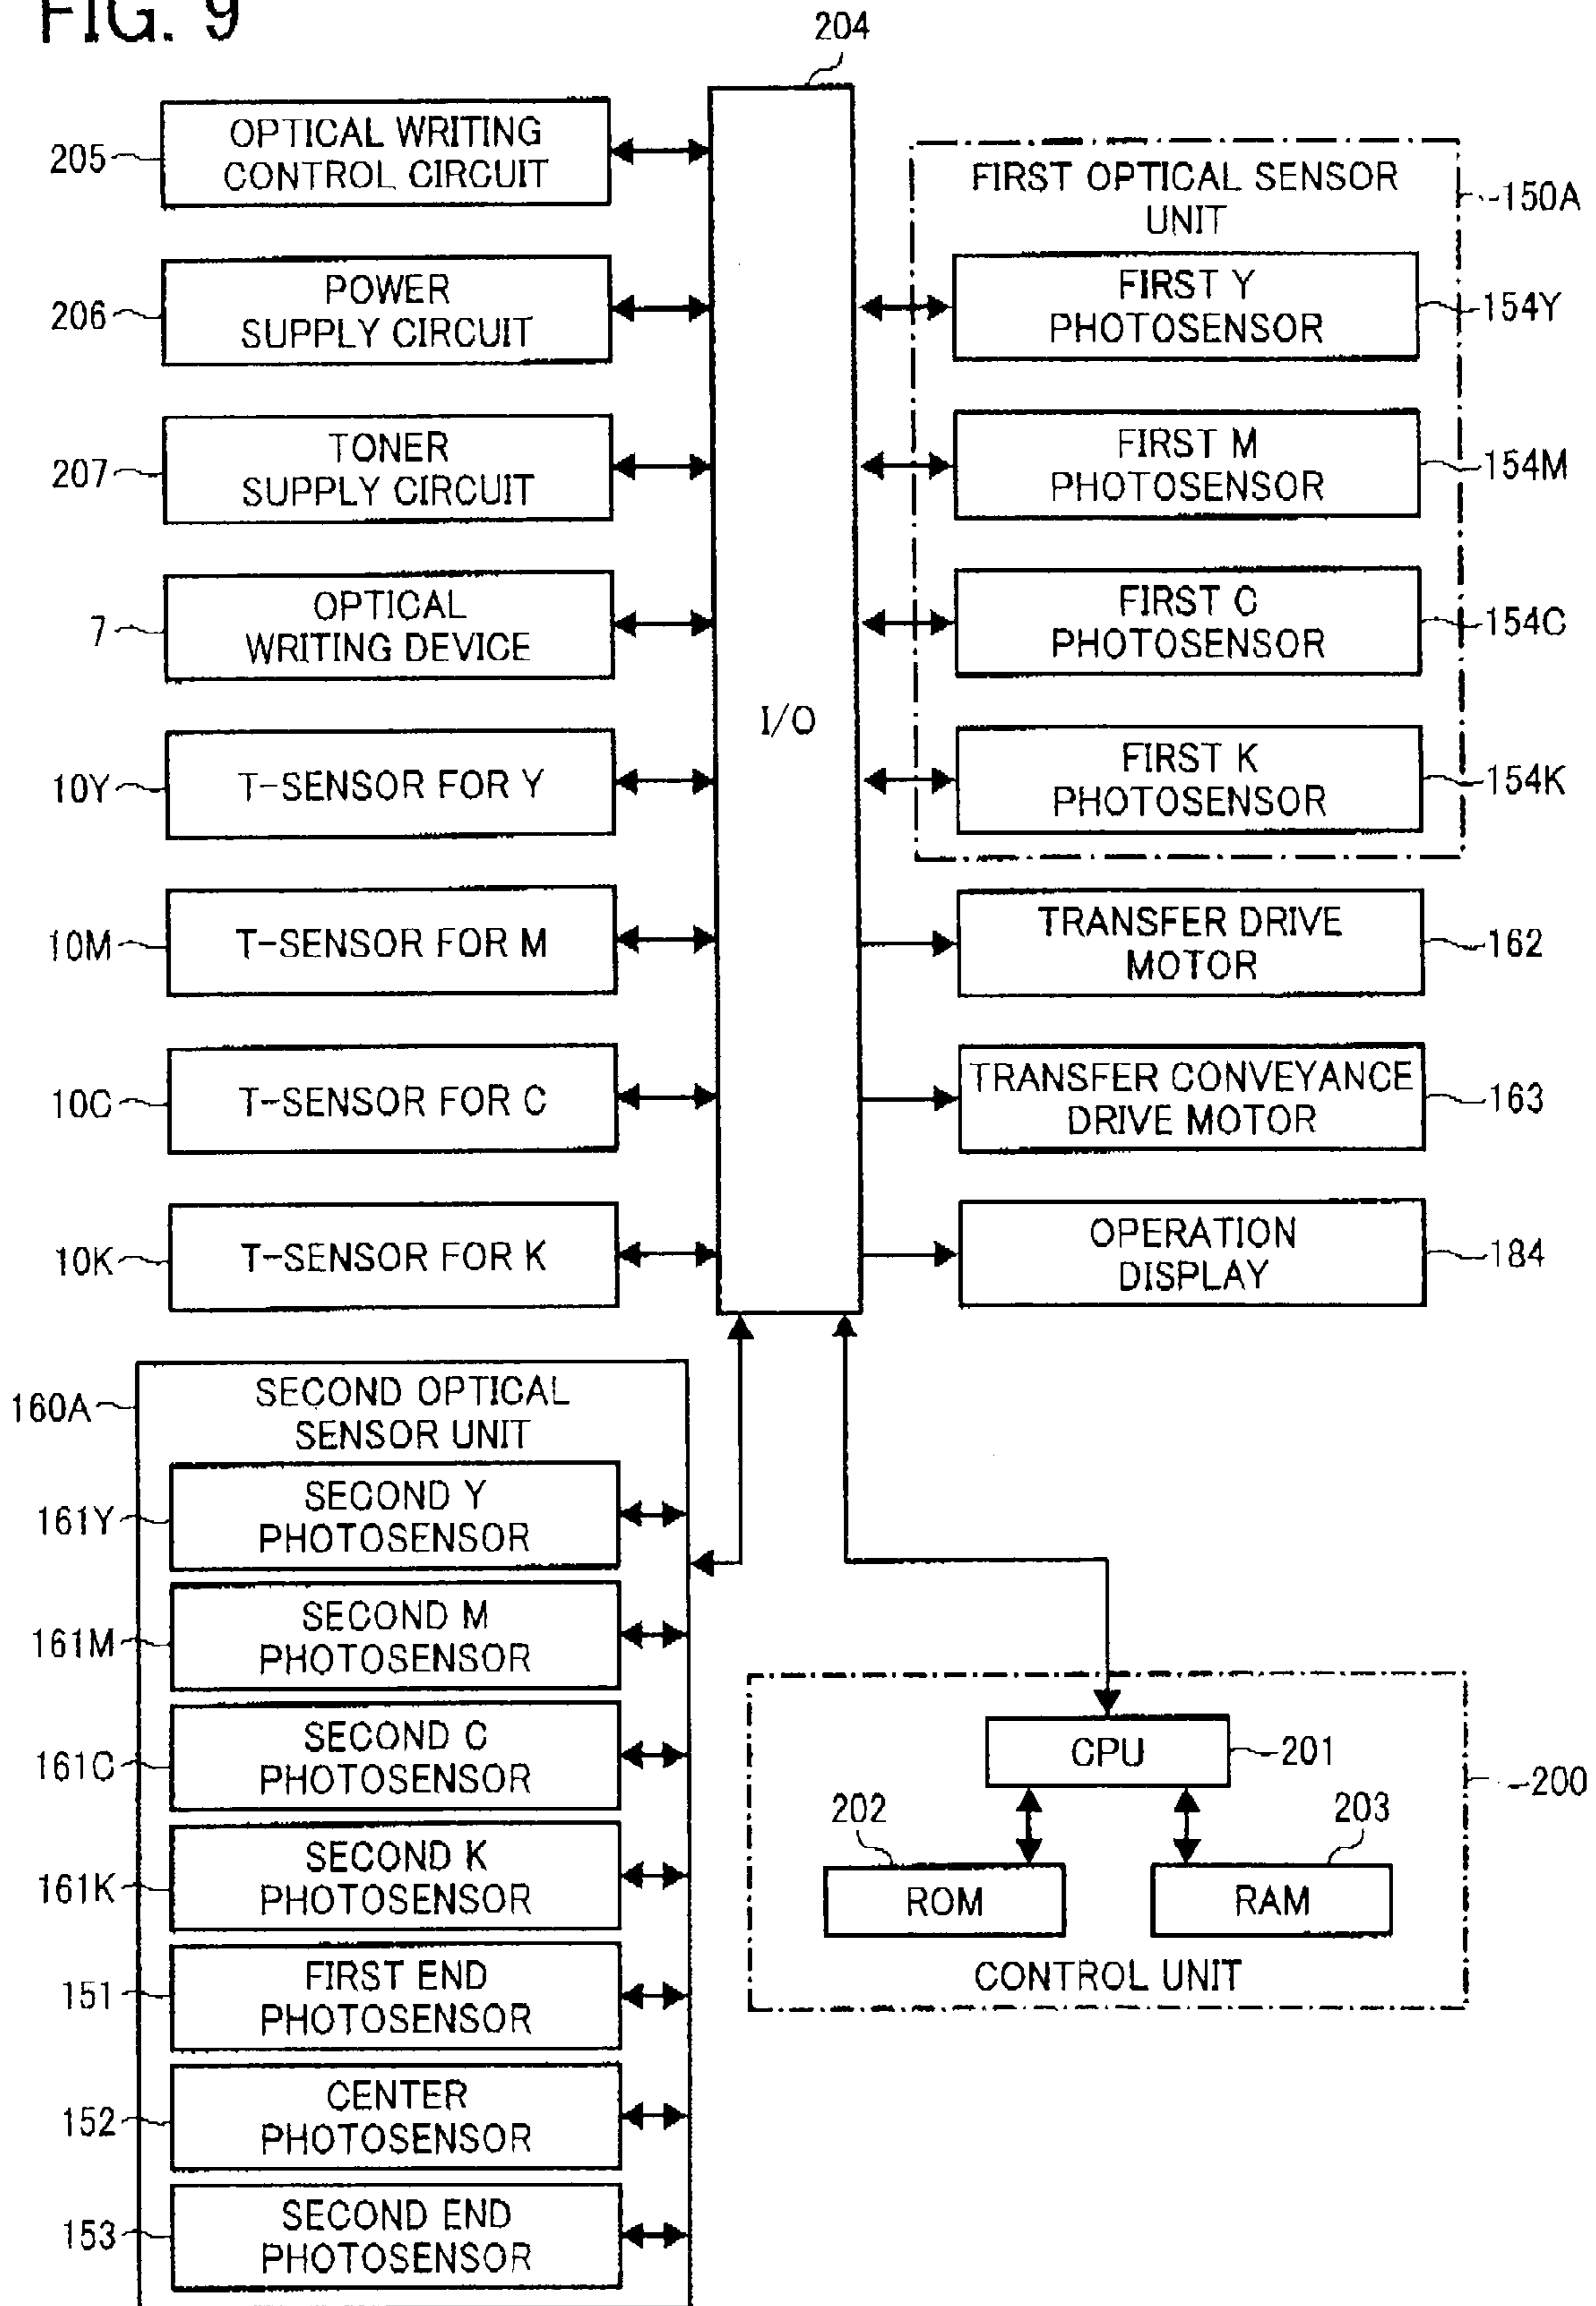 FIG. 9
204
205
OPTICAL WRITING
CONTROL CIRCUIT
206
POWER
SUPPLY CIRCUIT
207
TONER
SUPPLY CIRCUIT
7
OPTICAL
WRITING DEVICE
10Y
T-SENSOR FOR Y
10M
T-SENSOR FOR M
10C
T-SENSOR FOR C
10K
T-SENSOR FOR K
I/O
FIRST OPTICAL SENSOR
UNIT
150A
FIRST Y
PHOTOSENSOR
154Y
FIRST M
PHOTOSENSOR
154M
FIRST C
PHOTOSENSOR
154C
FIRST K
PHOTOSENSOR
154K
TRANSFER DRIVE
MOTOR
162
TRANSFER CONVEYANCE
DRIVE MOTOR
163
OPERATION
DISPLAY
184
160A
SECOND OPTICAL
SENSOR UNIT
161Y
SECOND Y
PHOTOSENSOR
161M
SECOND M
PHOTOSENSOR
161C
SECOND C
PHOTOSENSOR
161K
SECOND K
PHOTOSENSOR
151
FIRST END
PHOTOSENSOR
152
CENTER
PHOTOSENSOR
153
SECOND END
PHOTOSENSOR
CPU
201
200
202
203
ROM
RAM
CONTROL UNIT